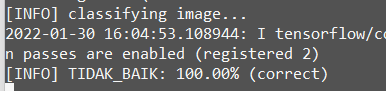 [INFO] classifying image...
2022-01-30 16:04:53.108944: I tensorflow/co
n passes are enabled (registered 2)
[INFO] TIDAK_BAIK: 100.00% (correct)